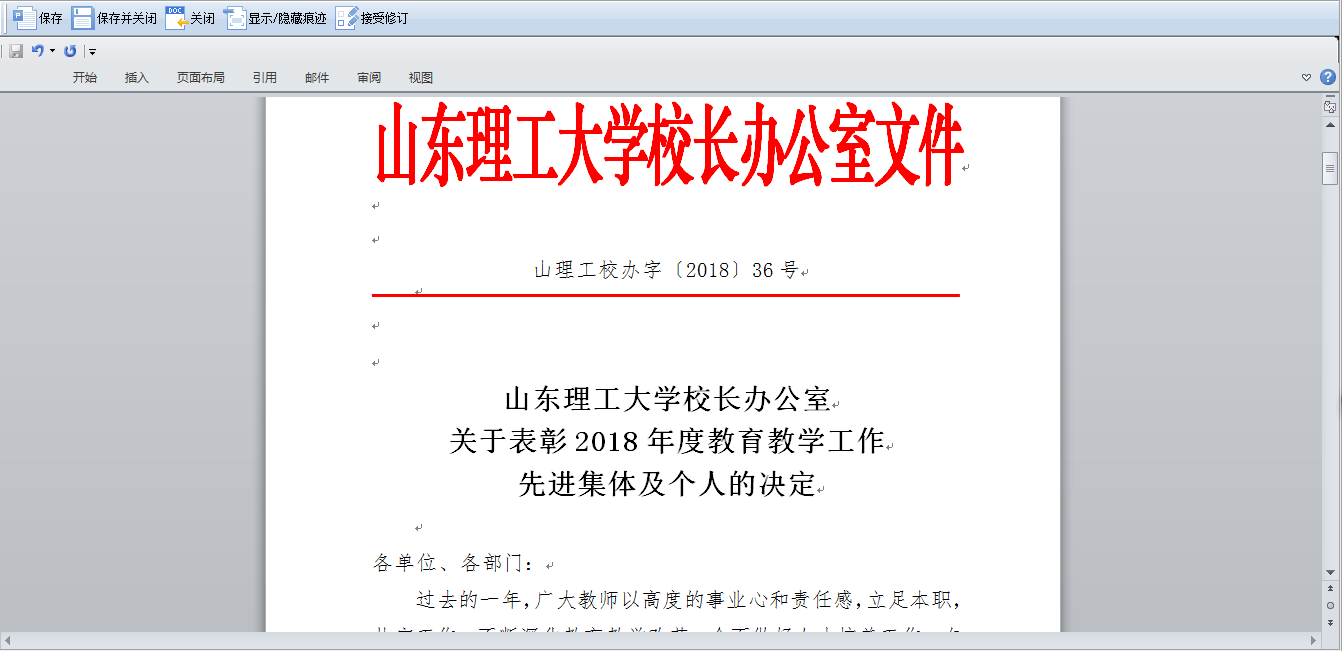 保存 保存并关闭 DOC 关闭 显示/隐藏痕迹 接受修订
开始 插入 页面布局 引用 邮件 审阅 视图
山东理工大学校长办公室文件
山理工校办字〔2018〕36 号
山东理工大学校长办公室
关于表彰 2018 年度教育教学工作
先进集体及个人的决定
各单位、各部门：
过去的一年，广大教师以高度的事业心和责任感，立足本职，